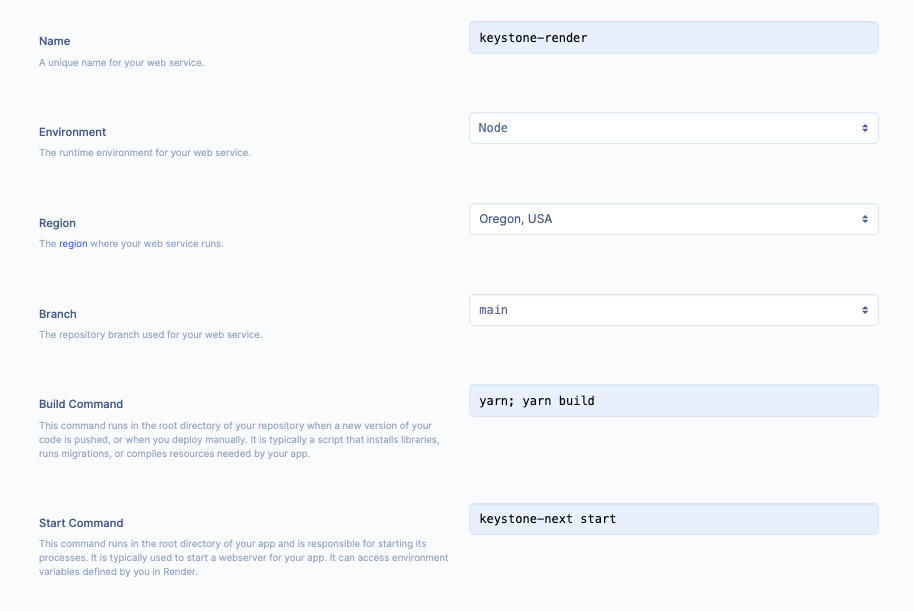 Name
keystone-render
A unique name for your web service.
Environment
Node
The runtime environment for your web service.
Region
Oregon, USA
The region where your web service runs.
Branch
main
The repository branch used for your web service.
Build Command
yarn; yarn build
This command runs in the root directory of your repository when a new version of your
code is pushed, or when you deploy manually. It is typically a script that installs libraries,
runs migrations, or compiles resources needed by your app.
Start Command
keystone-next start
This command runs in the root directory of your app and is responsible for starting its
processes. It is typically used to start a webserver for your app. It can access environment
variables defined by you in Render.